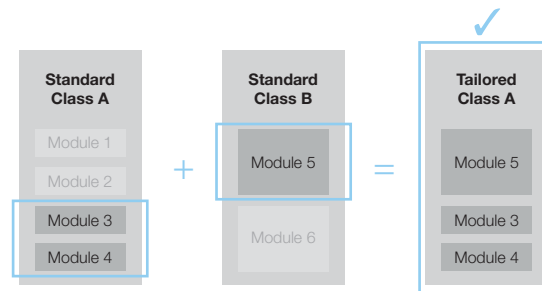 Standard
Class A
Module 1
Module 2
Module 3
Module 4
+
Standard
Class B
Module 5
Module 6
=
Tailored
Class A
Module 5
Module 3
Module 4